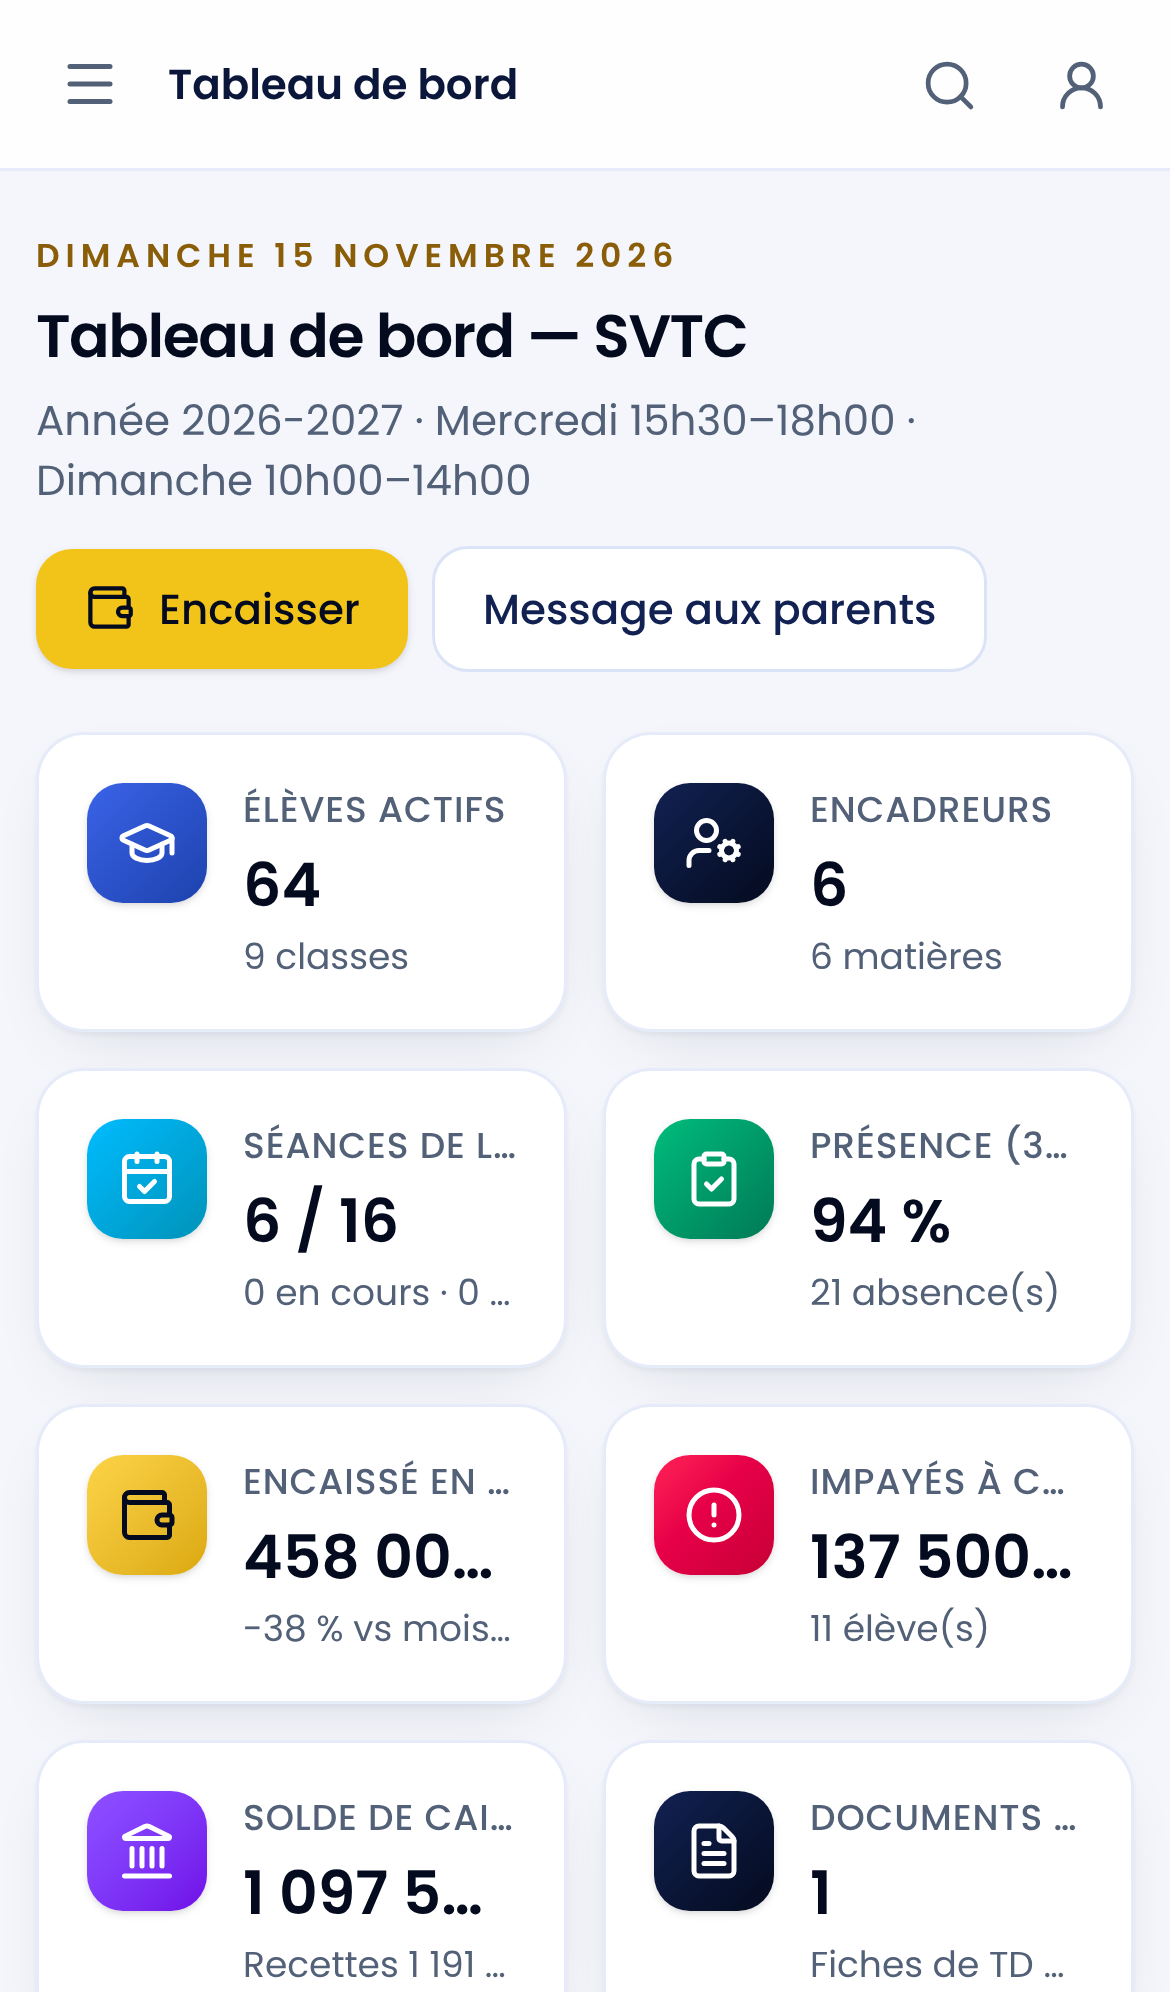 Tableau de bord
DIMANCHE 15 NOVEMBRE 2026
Tableau de bord — SVTC
Année 2026-2027 · Mercredi 15h30–18h00 ·
Dimanche 10h00–14h00
Encaisser
Message aux parents
ÉLÈVES ACTIFS
64
9 classes
ENCADREURS
6
6 matières
SÉANCES DE L...
6 / 16
0 en cours · 0 ...
PRÉSENCE (3...
94 %
21 absence(s)
ENCAISSÉ EN ...
458 00...
-38 % vs mois...
IMPAYÉS À C...
137 500...
11 élève(s)
SOLDE DE CAI...
1 097 5...
Recettes 1 191 ...
DOCUMENTS ...
1
Fiches de TD ...